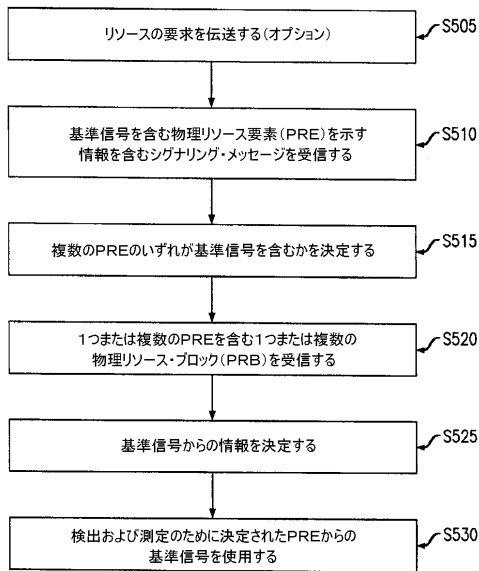 リソースの要求を伝送する(オプション)
S505
基準信号を含む物理リソース要素(PRE)を示す
情報を含むシグナリング・メッセージを受信する
S510
複数のPREのいずれが基準信号を含むかを決定する
S515
1つまたは複数のPREを含む1つまたは複数の
物理リソース・ブロック(PRB)を受信する
S520
基準信号からの情報を決定する
S525
検出および測定のために決定されたPREからの
基準信号を使用する
S530